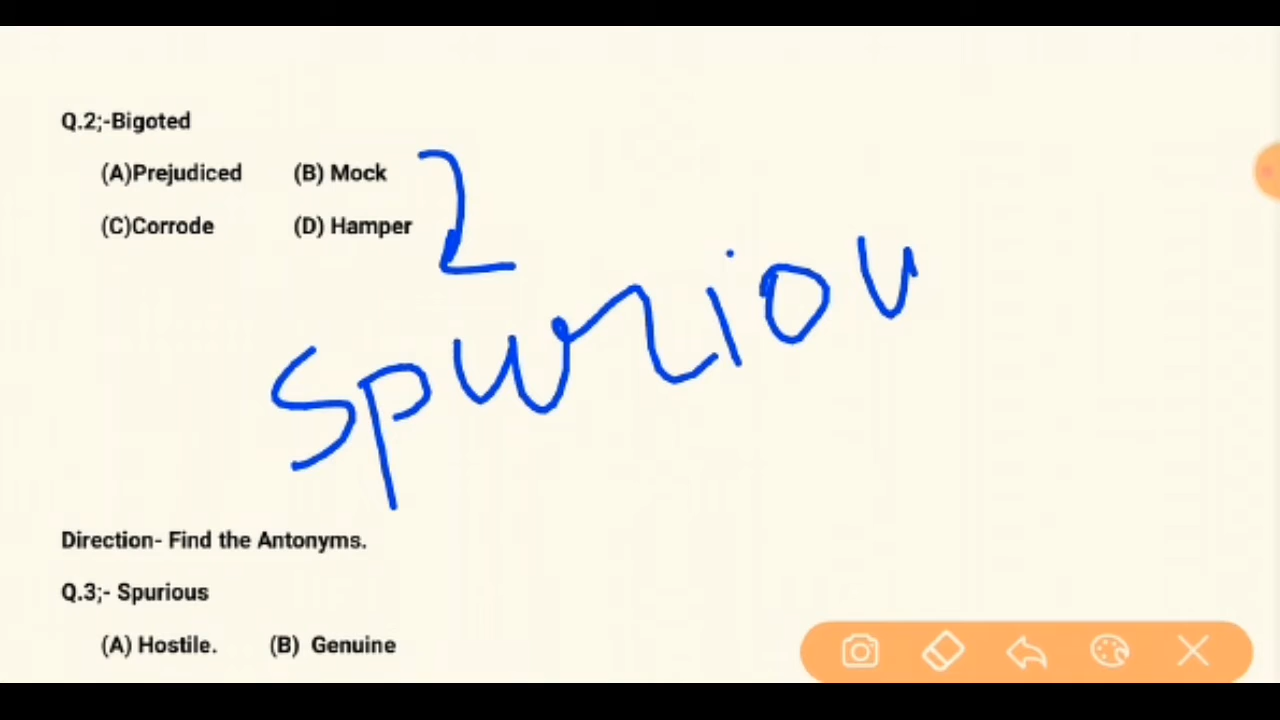 Q.2;-Bigoted
(A)Prejudiced (B) Mock
(C)Corrode (D) Hamper
2
Spuriou
Direction- Find the Antonyms.
Q.3;- Spurious
(A) Hostile. (B) Genuine